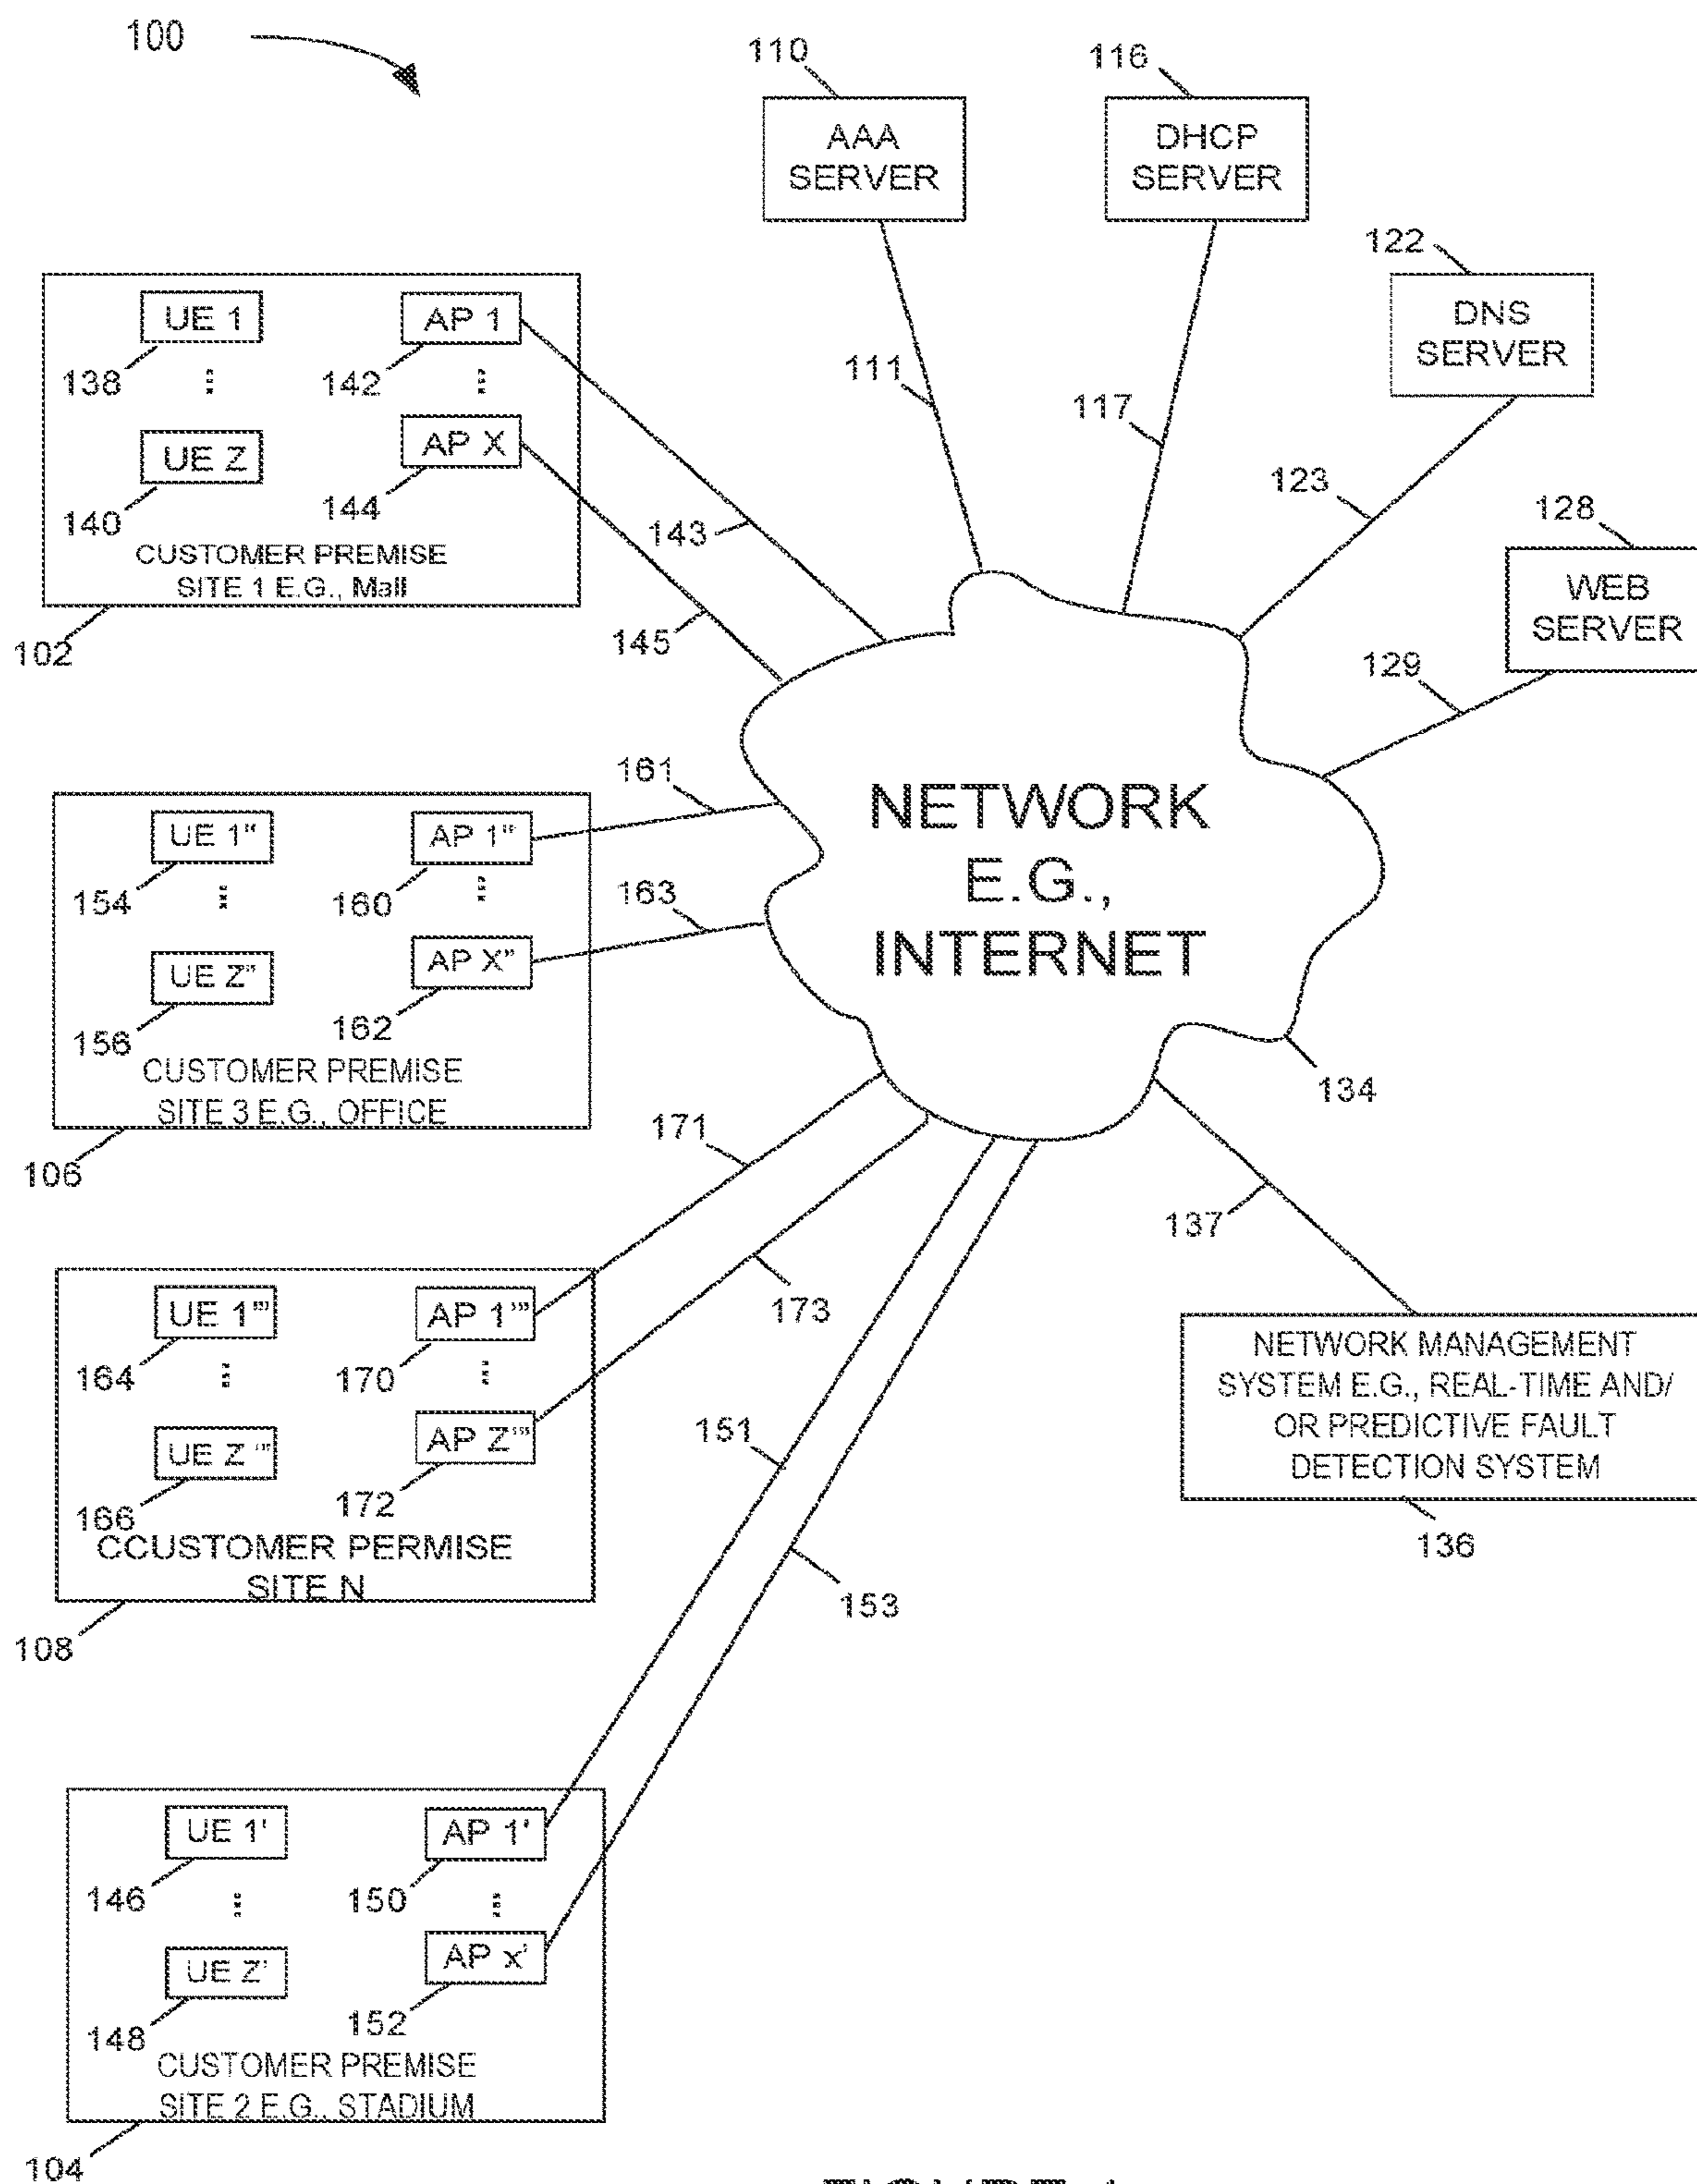 100
110
116
AAA
SERVER
DHCP
SERVER
122
DNS
SERVER
111
117
123
128
WEB
SERVER
129
UE 1
AP 1
138
142
UE Z
AP X
140
144
CUSTOMER PREMISE
SITE 1 E.G., Mall
102
143
145
161
163
NETWORK
E.G.,
INTERNET
134
UE 1"
AP 1"
154
160
UE Z"
AP X"
156
162
CUSTOMER PREMISE
SITE 3 E.G., OFFICE
106
171
173
137
UE 1'''
AP 1'''
164
170
UE Z'''
AP Z'''
166
172
CCUSTOMER PERMISE
SITE N
108
151
153
NETWORK MANAGEMENT
SYSTEM E.G., REAL-TIME AND/
OR PREDICTIVE FAULT
DETECTION SYSTEM
136
UE 1'
AP 1'
146
150
UE Z'
AP x'
148
152
CUSTOMER PREMISE
SITE 2 E.G., STADIUM
104